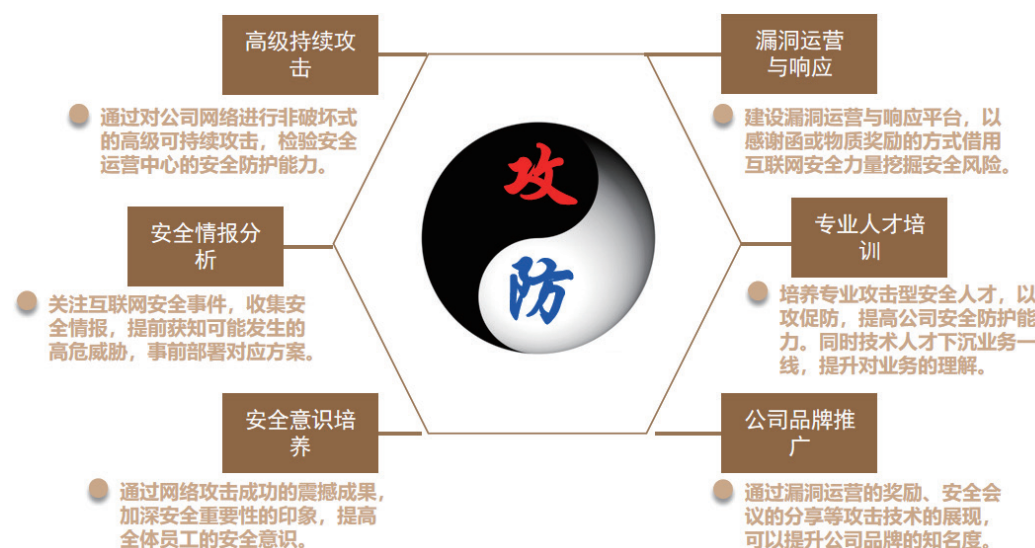 高级持续攻
击
通过对公司网络进行非破坏式
的高级可持续攻击，检验安全
运营中心的安全防护能力。
漏洞运营
与响应
建设漏洞运营与响应平台，以
感谢函或物质奖励的方式借用
互联网安全力量挖掘安全风险。
攻
防
安全情报分
析
关注互联网安全事件，收集安
全情报，提前获知可能发生的
高危威胁，事前部署对应方案。
专业人才培
训
培养专业攻击型安全人才，以
攻促防，提高公司安全防护能
力。同时技术人才下沉业务一
线，提升对业务的理解。
安全意识培
养
通过网络攻击成功的震撼成果，
加深安全重要性的印象，提高
全体员工的安全意识。
公司品牌推
广
通过漏洞运营的奖励、安全会
议的分享等攻击技术的展现，
可以提升公司品牌的知名度。